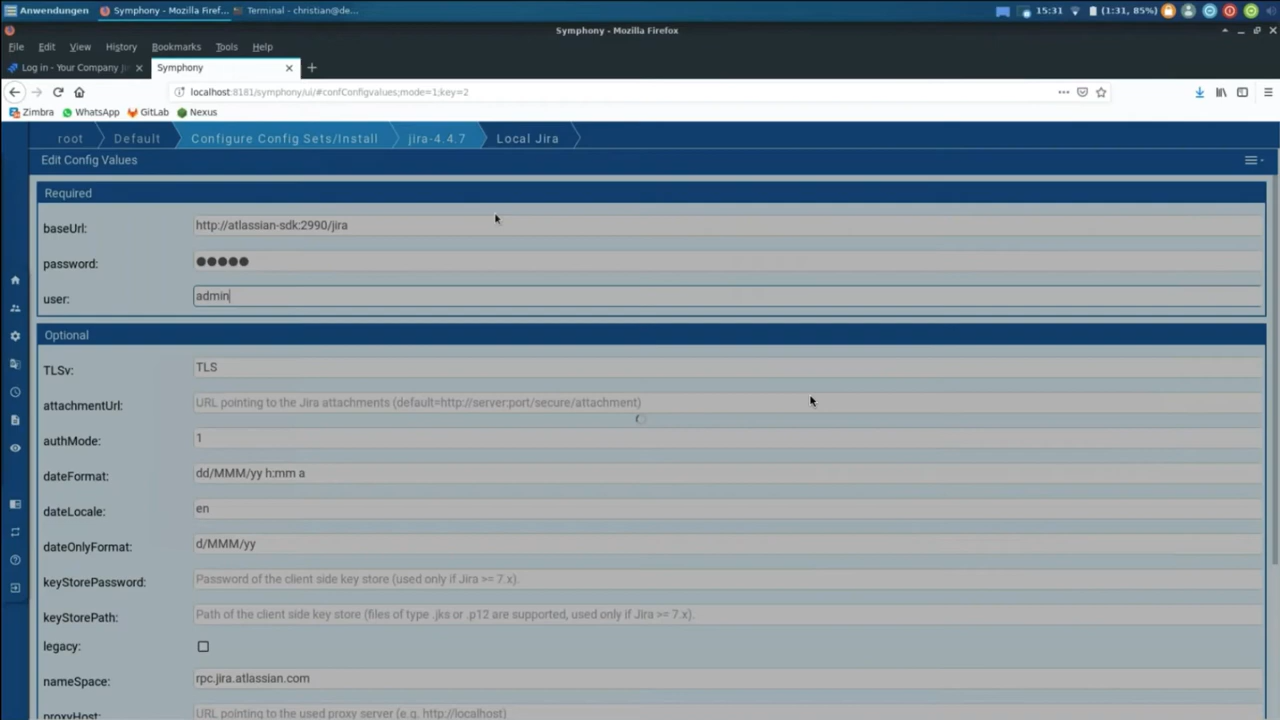 Anwendungen Symphony - Mozilla Firef... Terminal - christian@de... 15:31 (1:31, 85%)
Symphony - Mozilla Firefox
File Edit View History Bookmarks Tools Help
Log in - Your Company Symphony
localhost:8181/symphony/ui/#confConfigvalues;mode=1;key=2
Zimbra WhatsApp GitLab Nexus
root Default Configure Config Sets/Install jira-4.4.7 Local Jira
Edit Config Values
Required
baseUrl: http://atlassian-sdk:2990/jira
password: ●●●●●
user: admin
Optional
TLSv: TLS
attachmentUrl: URL pointing to the Jira attachments (default=http://server:port/secure/attachment)
authMode: 1
dateFormat: dd/MMM/yy h:mm a
dateLocale: en
dateOnlyFormat: d/MMM/yy
keyStorePassword: Password of the client side key store (used only if Jira >= 7.x).
keyStorePath: Path of the client side key store (files of type .jks or .p12 are supported, used only if Jira >= 7.x).
legacy:
nameSpace: rpc.jira.atlassian.com
proxyHost: URL pointing to the used proxy server (e.g. http://localhost)